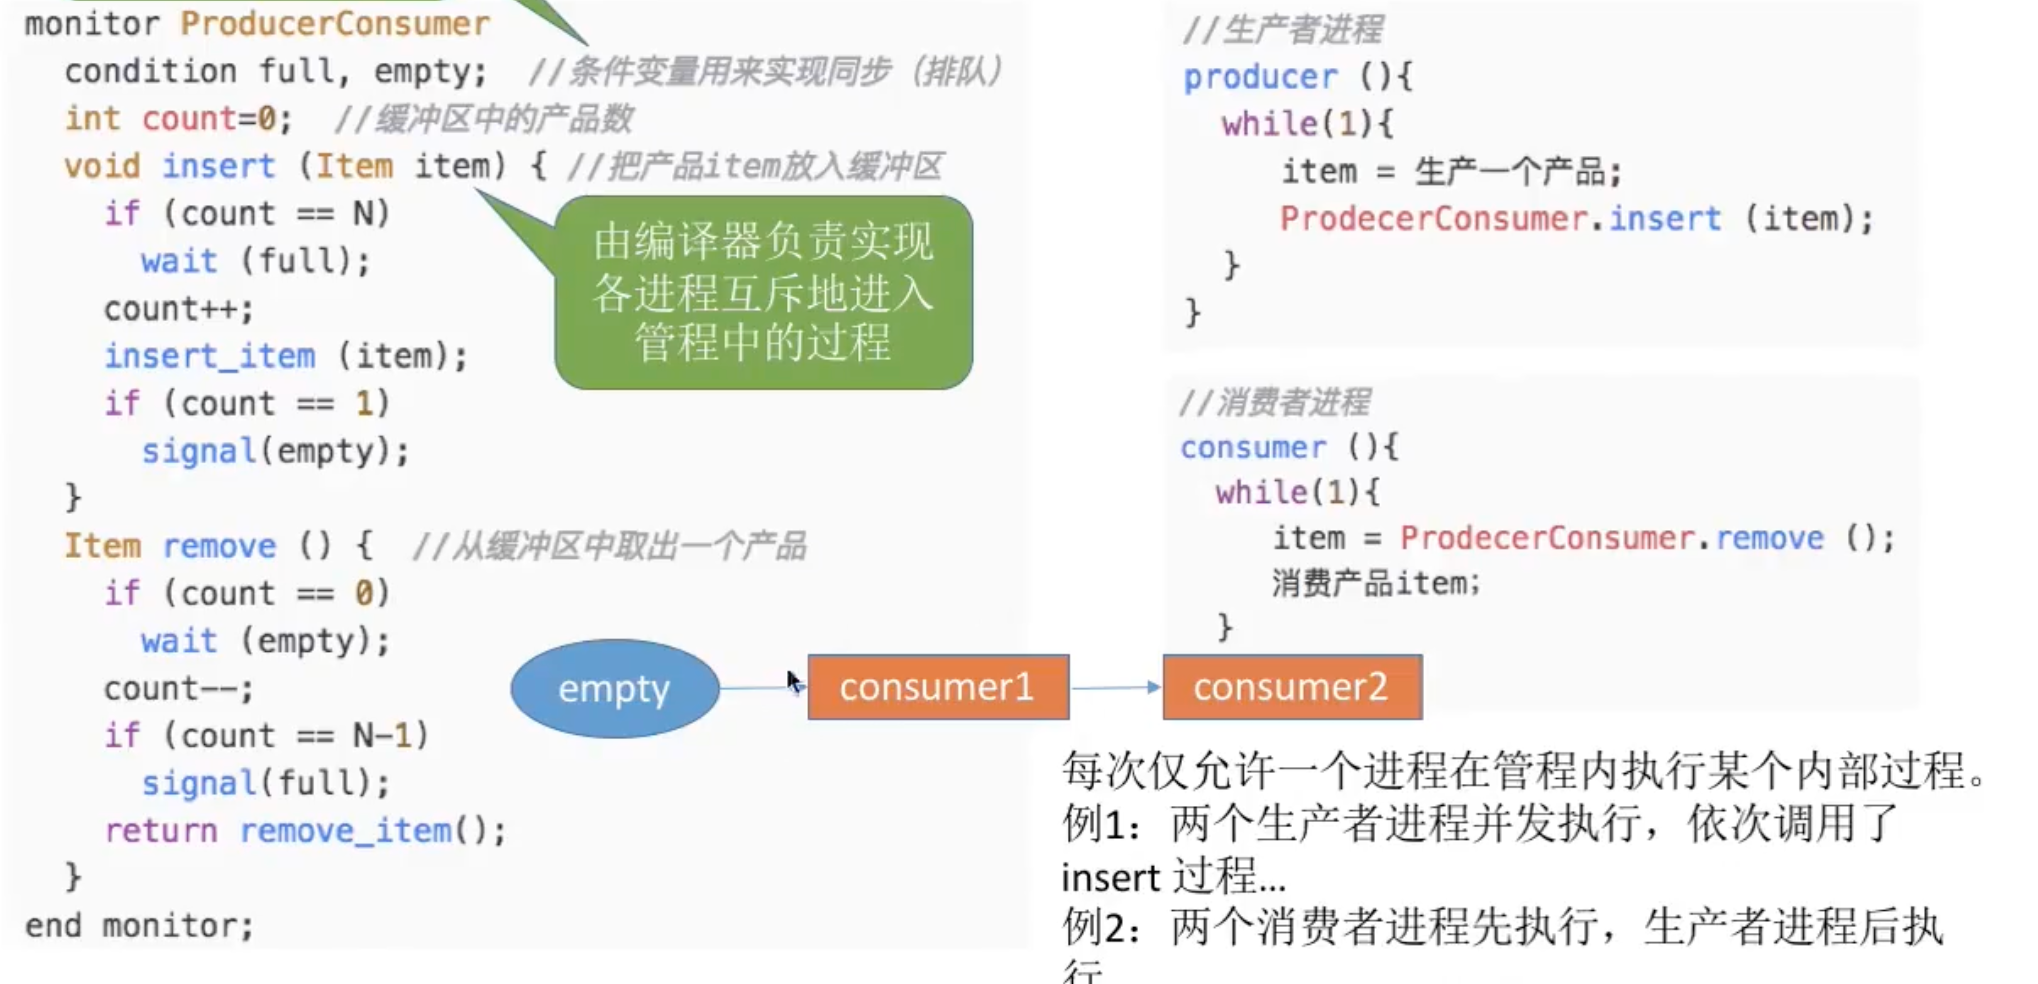 monitor ProducerConsumer
condition full, empty; //条件变量用来实现同步（排队）
int count=0; //缓冲区中的产品数
void insert (Item item) { //把产品item放入缓冲区
if (count == N)
wait (full);
count++;
insert_item (item);
if (count == 1)
signal(empty);
}
Item remove () { //从缓冲区中取出一个产品
if (count == 0)
wait (empty);
count--;
if (count == N-1)
signal(full);
return remove_item();
}
end monitor;
由编译器负责实现
各进程互斥地进入
管程中的过程
//生产者进程
producer (){
while(1){
item = 生产一个产品;
ProdecerConsumer.insert (item);
}
}
//消费者进程
consumer (){
while(1){
item = ProdecerConsumer.remove ();
消费产品item;
}
empty
consumer1
consumer2
每次仅允许一个进程在管程内执行某个内部过程。
例1：两个生产者进程并发执行，依次调用了
insert 过程...
例2：两个消费者进程先执行，生产者进程后执
行